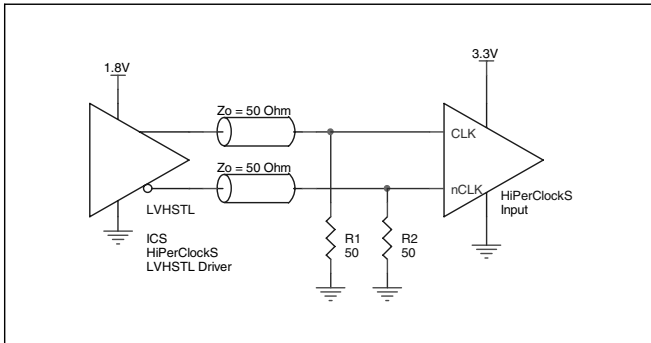 1.8V
3.3V
Zo = 50 Ohm
CLK
Zo = 50 Ohm
nCLK
HiPerClockS
Input
LVHSTL
ICS
HiPerClockS
LVHSTL Driver
R1
50
R2
50